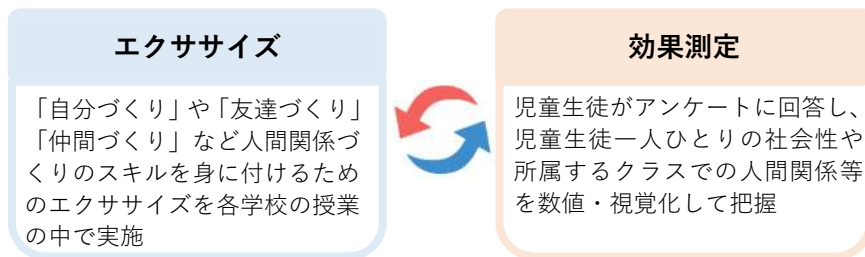 エクササイズ
「自分づくり」や「友達づくり」
「仲間づくり」など人間関係づ
くりのスキルを身に付けるため
のエクササイズを各学校の授業
の中で実施
効果測定
児童生徒がアンケートに回答し、
児童生徒一人ひとりの社会性や
所属するクラスでの人間関係等
を数値・視覚化して把握